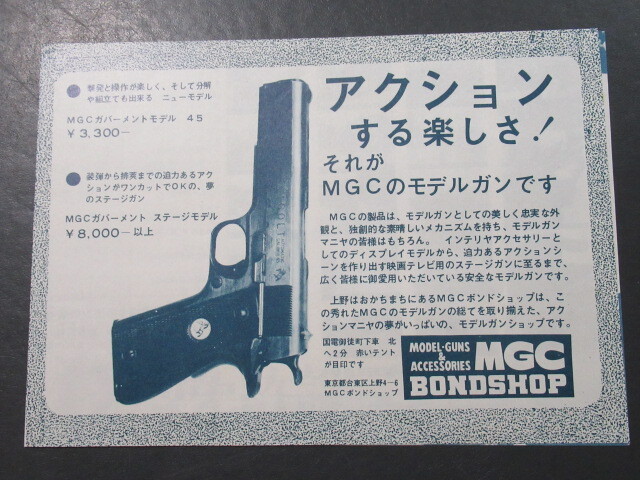 アクション
する楽しさ!
それが
MGCのモデルガンです
● 撃発と操作が楽しく、そして分解
や組立ても出来る ニューモデル
MGCガバーメントモデル 45
¥3,300―
● 装弾から排莢までの迫力あるアク
ションがワンカットでOKの、夢
のステージガン
MGCガバーメント ステージモデル
¥8,000―以上
MGCの製品は、モデルガンとしての美しく忠実な外
観と、独創的な素晴しいメカニズムを持ち、モデルガン
マニヤの皆様はもちろん。 インテリヤアクセサリーと
してのディスプレイモデルから、迫力あるアクションシ
ーンを作り出す映画テレビ用のステージガンに至るまで、
広く皆様に御愛用いただいている安全なモデルガンです。
上野はおかちまちにあるMGCボンドショップは、こ
の秀れたMGCのモデルガンの総てを取り揃えた、アク
ションマニヤの夢がいっぱいの、モデルガンショップです。
国電御徒町下車 北
へ2分 赤いテント
が目印です
東京都台東区上野4―6
MGCボンドショップ
MODEL-GUNS
&
ACCESSORIES
MGC
BONDSHOP